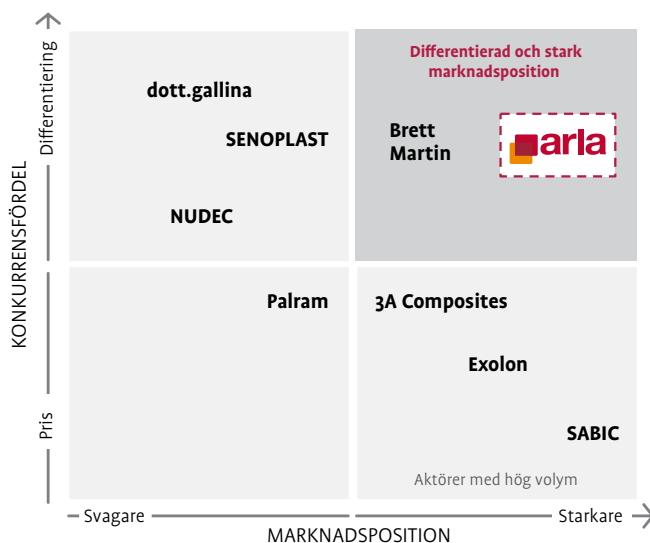 Differentiering
KONKURRENSFÖRDEL
Pris
dott.gallina
SENOPLAST
NUDEC
Differentierad och stark
marknadsposition
Brett
Martin
arla
Palram
3A Composites
Exolon
SABIC
Aktörer med hög volym
Svagare
Starkare
MARKNADSPOSITION